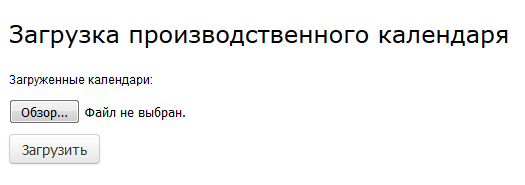 Загрузка производственного календаря
Загруженные календари:
Обзор... Файл не выбран.
Загрузить